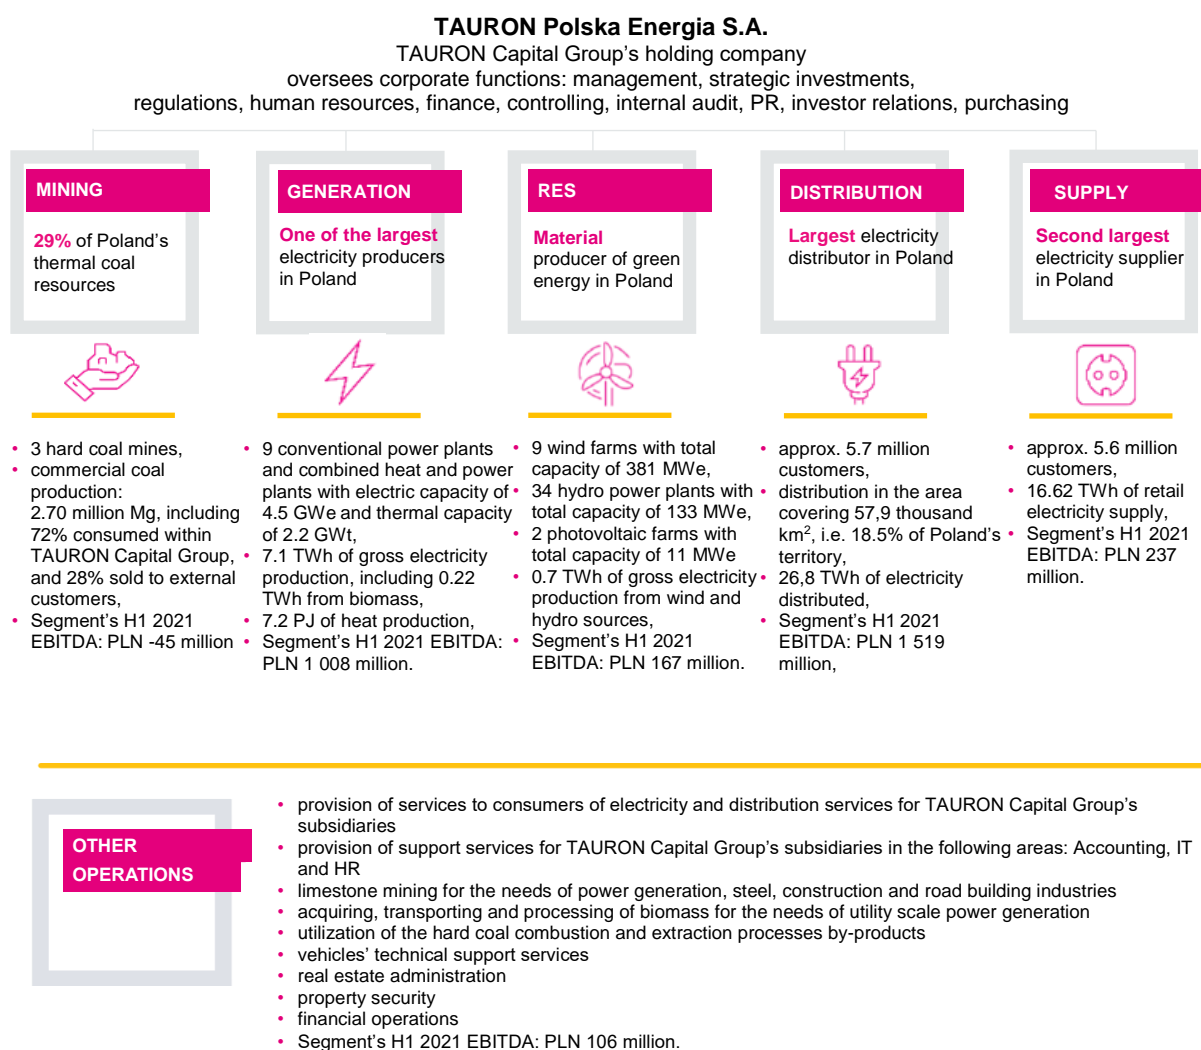 TAURON Polska Energia S.A.
TAURON Capital Group's holding company
oversees corporate functions: management, strategic investments,
regulations, human resources, finance, controlling, internal audit, PR, investor relations, purchasing
MINING
29% of Poland's
thermal coal
resources
• 3 hard coal mines,
• commercial coal
production:
2.70 million Mg, including
72% consumed within
TAURON Capital Group,
and 28% sold to external
customers,
• Segment's H1 2021
EBITDA: PLN -45 million
GENERATION
One of the largest
electricity producers
in Poland
• 9 conventional power plants
and combined heat and power
plants with electric capacity of
4.5 GWe and thermal capacity
of 2.2 GWt,
• 7.1 TWh of gross electricity
production, including 0.22
TWh from biomass,
• 7.2 PJ of heat production,
• Segment's H1 2021 EBITDA:
PLN 1 008 million.
RES
Material
producer of green
energy in Poland
• 9 wind farms with total
capacity of 381 MWe,
• 34 hydro power plants with
total capacity of 133 MWe,
• 2 photovoltaic farms with
total capacity of 11 MWe
• 0.7 TWh of gross electricity
production from wind and
hydro sources,
• Segment's H1 2021
EBITDA: PLN 167 million.
DISTRIBUTION
Largest electricity
distributor in Poland
• approx. 5.7 million
customers,
• distribution in the area
covering 57,9 thousand
km², i.e. 18.5% of Poland's
territory,
• 26,8 TWh of electricity
distributed,
• Segment's H1 2021
EBITDA: PLN 1 519
million,
SUPPLY
Second largest
electricity supplier
in Poland
• approx. 5.6 million
customers,
• 16.62 TWh of retail
electricity supply,
• Segment's H1 2021
EBITDA: PLN 237
million.
OTHER
OPERATIONS
• provision of services to consumers of electricity and distribution services for TAURON Capital Group's
subsidiaries
• provision of support services for TAURON Capital Group's subsidiaries in the following areas: Accounting, IT
and HR
• limestone mining for the needs of power generation, steel, construction and road building industries
• acquiring, transporting and processing of biomass for the needs of utility scale power generation
• utilization of the hard coal combustion and extraction processes by-products
• vehicles' technical support services
• real estate administration
• property security
• financial operations
• Segment's H1 2021 EBITDA: PLN 106 million.